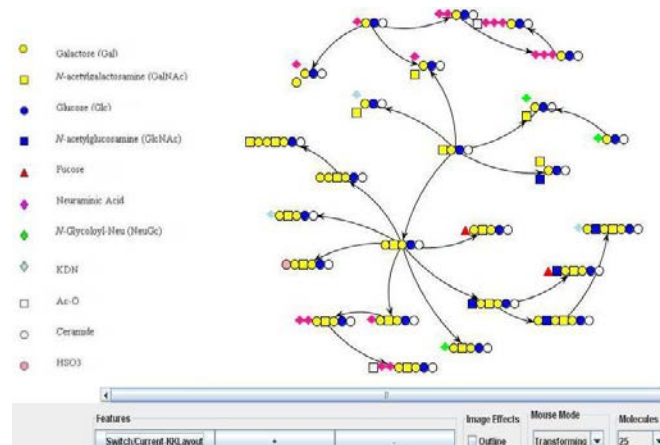 Galactose (Gal)
N-acetylgalactosamine (GalNAc)
Glucose (Glc)
N-acetylglucosamine (GlcNAc)
Fucose
Neuraminic Acid
N-Glycoloyl-Neu (NeuGc)
KDN
Ac-O
Ceramide
HSO3
Features
Image Effects
Mouse Mode
Molecules
Switch Current-KKLayout
+
-
Outline
Transforming
25